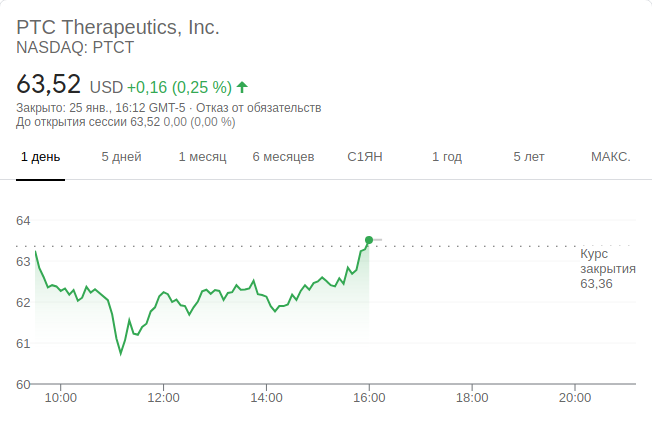 PTC Therapeutics, Inc.
NASDAQ: PTCT
63,52 USD +0,16 (0,25 %)
Закрыто: 25 янв., 16:12 GMT-5 · Отказ от обязательств
До открытия сессии 63,52 0,00 (0,00 %)
1 день 5 дней 1 месяц 6 месяцев С1ЯН 1 год 5 лет МАКС.
64
63
62
61
60
Курс
закрытия
63,36
10:00 12:00 14:00 16:00 18:00 20:00